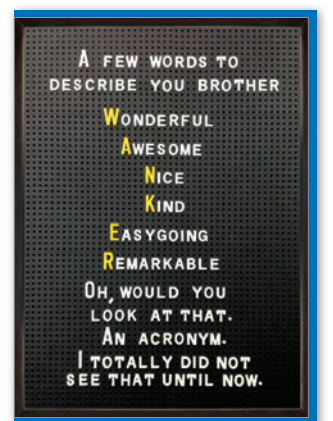 A FEW WORDS TO
DESCRIBE YOU BROTHER
WONDERFUL
AWESOME
NICE
KIND
EASYGOING
REMARKABLE
OH, WOULD YOU
LOOK AT THAT.
AN ACRONYM.
I TOTALLY DID NOT
SEE THAT UNTIL NOW.